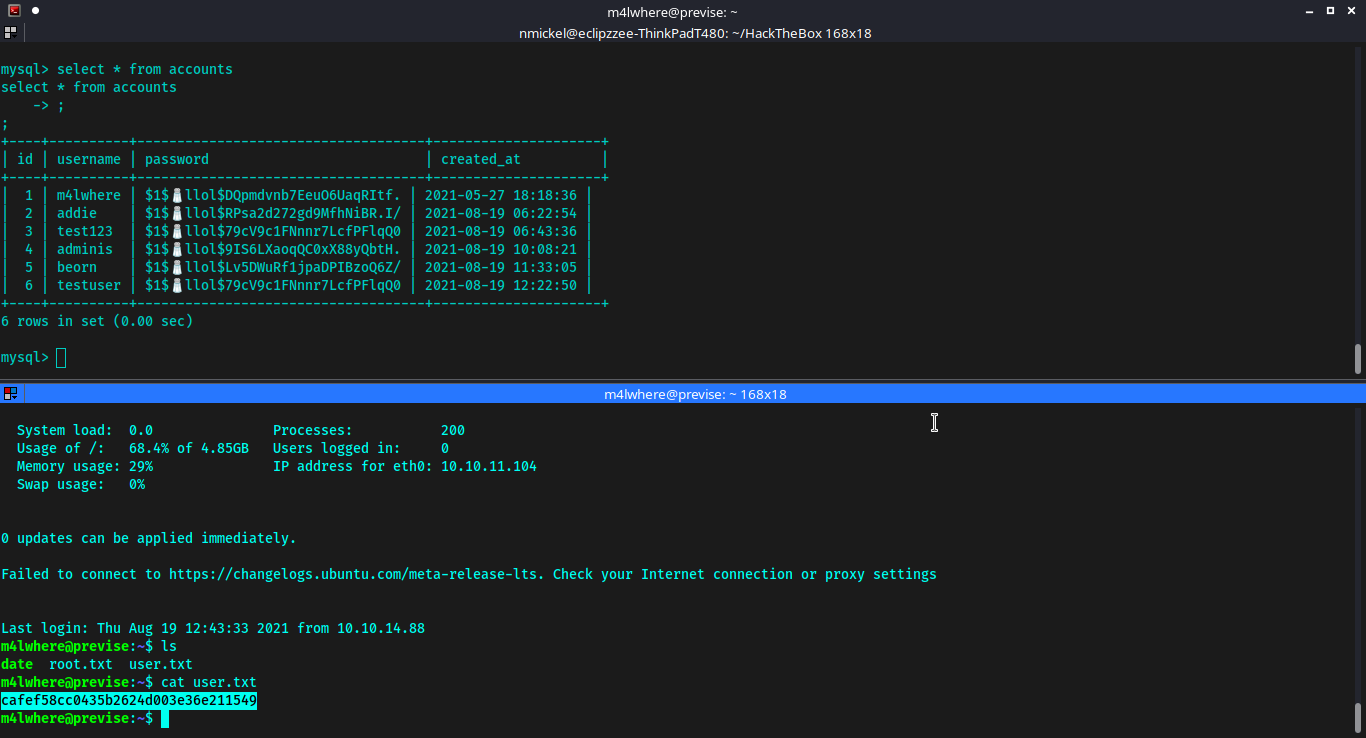 m4lwhere@previse: ~
nmickel@eclipzzee-ThinkPadT480: ~/HackTheBox 168x18
mysql> select * from accounts
select * from accounts
    -> ;
;
+----+----------+------------------------------------+---------------------+
| id | username | password                           | created_at          |
+----+----------+------------------------------------+---------------------+
|  1 | m4lwhere | $1$🧂llol$DQpmdvnb7EeuO6UaqRItf. | 2021-05-27 18:18:36 |
|  2 | addie    | $1$🧂llol$RPsa2d272gd9MfhNiBR.I/ | 2021-08-19 06:22:54 |
|  3 | test123  | $1$🧂llol$79cV9c1FNnnr7LcfPFlqQ0 | 2021-08-19 06:43:36 |
|  4 | adminis  | $1$🧂llol$9IS6LXaoqQC0xX88yQbtH. | 2021-08-19 10:08:21 |
|  5 | beorn    | $1$🧂llol$Lv5DWuRf1jpaDPIBzoQ6Z/ | 2021-08-19 11:33:05 |
|  6 | testuser | $1$🧂llol$79cV9c1FNnnr7LcfPFlqQ0 | 2021-08-19 12:22:50 |
+----+----------+------------------------------------+---------------------+
6 rows in set (0.00 sec)
mysql>
m4lwhere@previse: ~ 168x18
  System load:  0.0               Processes:           200
  Usage of /:   68.4% of 4.85GB   Users logged in:     0
  Memory usage: 29%               IP address for eth0: 10.10.11.104
  Swap usage:   0%
0 updates can be applied immediately.
Failed to connect to https://changelogs.ubuntu.com/meta-release-lts. Check your Internet connection or proxy settings
Last login: Thu Aug 19 12:43:33 2021 from 10.10.14.88
m4lwhere@previse:~$ ls
date  root.txt  user.txt
m4lwhere@previse:~$ cat user.txt
cafef58cc0435b2624d003e36e211549
m4lwhere@previse:~$